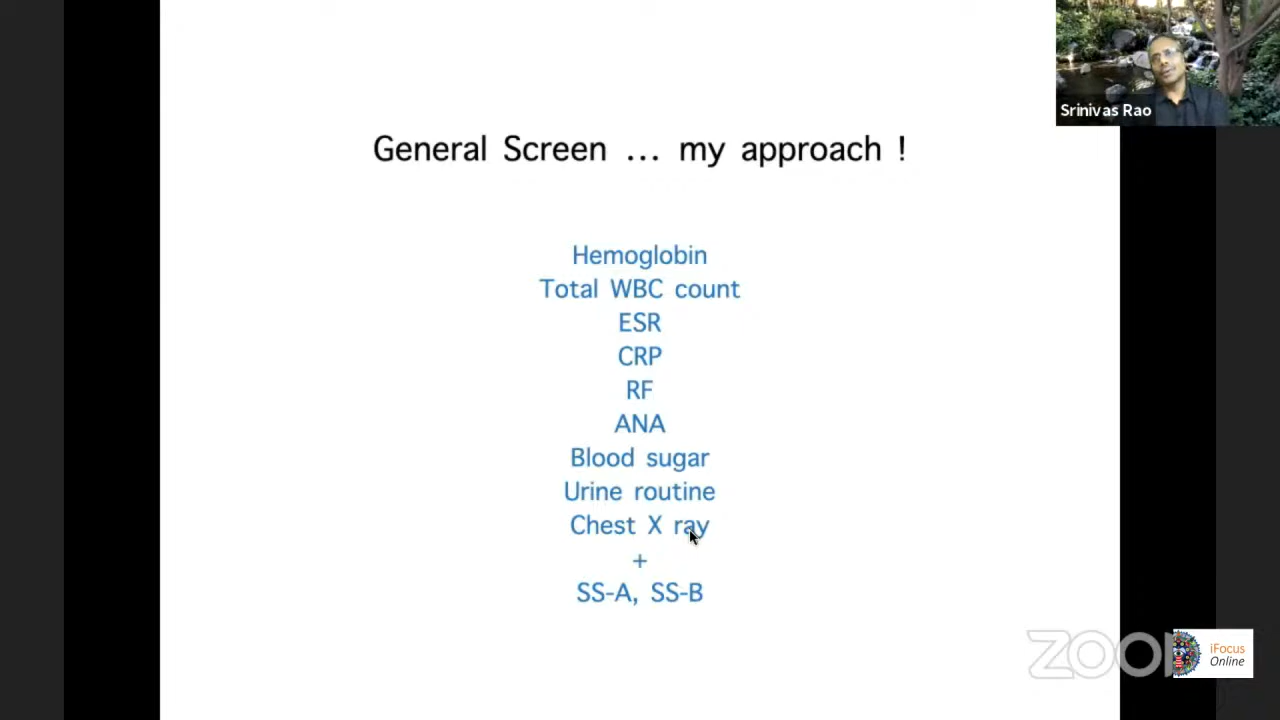 Srinivas Rao
General Screen ... my approach !
Hemoglobin
Total WBC count
ESR
CRP
RF
ANA
Blood sugar
Urine routine
Chest X ray
+
SS-A, SS-B
ZOOM
iFocus
Online